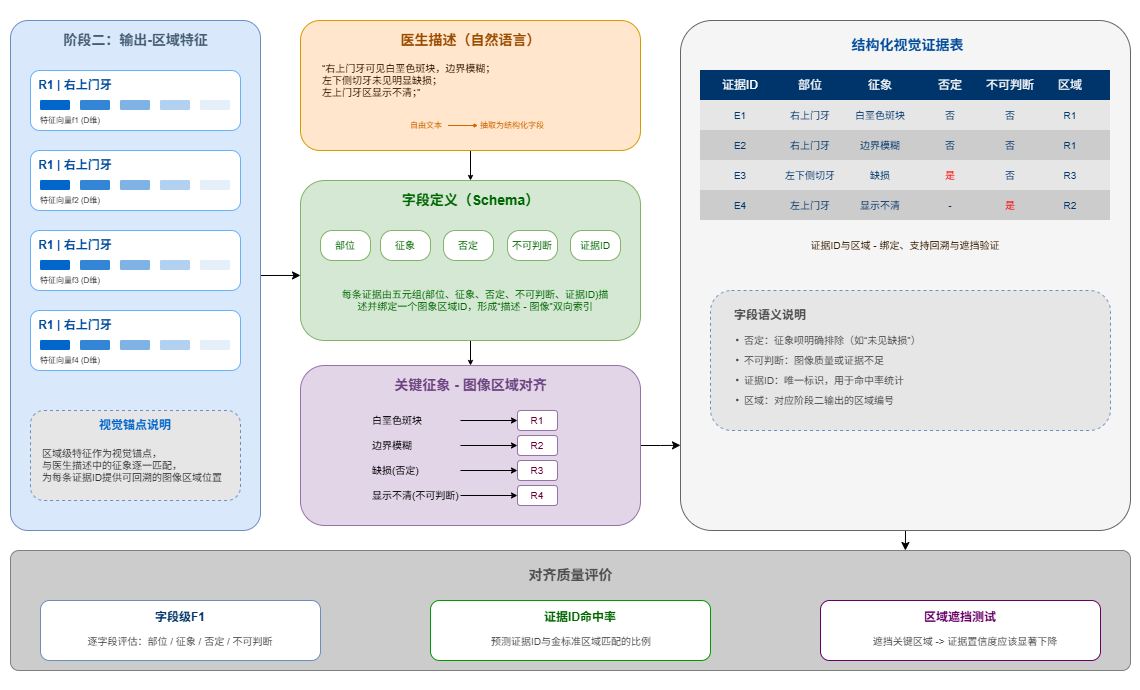 阶段二：输出-区域特征
R1 | 右上门牙
特征向量f1 (D维)
R1 | 右上门牙
特征向量f2 (D维)
R1 | 右上门牙
特征向量f3 (D维)
R1 | 右上门牙
特征向量f4 (D维)
视觉锚点说明
区域级特征作为视觉锚点，
与医生描述中的征象逐一匹配，
为每条证据ID提供可回溯的图像区域位置
医生描述（自然语言）
“右上门牙可见白垩色斑块，边界模糊；
左下侧切牙未见明显缺损；
左上门牙区显示不清；”
自由文本 抽取为结构化字段
字段定义（Schema）
部位 征象 否定 不可判断 证据ID
每条证据由五元组(部位、征象、否定、不可判断、证据ID)描
述并绑定一个图象区域ID，形成“描述 - 图像”双向索引
关键征象 - 图像区域对齐
白垩色斑块 R1
边界模糊 R2
缺损(否定) R3
显示不清(不可判断) R4
结构化视觉证据表
证据ID 部位 征象 否定 不可判断 区域
E1 右上门牙 白垩色斑块 否 否 R1
E2 右上门牙 边界模糊 否 否 R1
E3 左下侧切牙 缺损 是 否 R3
E4 左上门牙 显示不清 - 是 R2
证据ID与区域 - 绑定、支持回溯与遮挡验证
字段语义说明
• 否定：征象呗明确排除（如“未见缺损”）
• 不可判断：图像质量或证据不足
• 证据ID：唯一标识，用于命中率统计
• 区域：对应阶段二输出的区域编号
对齐质量评价
字段级F1
逐字段评估：部位 / 征象 / 否定 / 不可判断
证据ID命中率
预测证据ID与金标准区域匹配的比例
区域遮挡测试
遮挡关键区域 -> 证据置信度应该显著下降